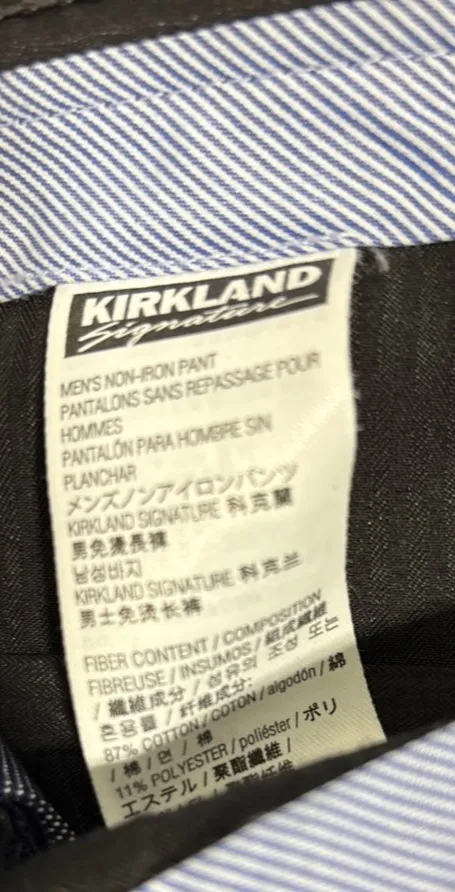 KIRKLAND
Signature
MEN'S NON-IRON PANT
PANTALONS SANS REPASSAGE POUR
HOMMES
PANTALÓN PARA HOMBRE SIN
PLANCHAR
メンズノンアイロンパンツ
KIRKLAND SIGNATURE 科克蘭
男免燙長褲
남성바지
KIRKLAND SIGNATURE 科克兰
男士免烫长裤
FIBER CONTENT / COMPOSITION
FIBREUSE / INSUMOS / 組成繊維
/ 纖維成分 / 섬유의 조성 또는
혼용률 / 纤维成分:
87% COTTON / COTON / algodón / 綿
/ 棉 / 면 / 棉
11% POLYESTER / poliéster / ポリ
エステル / 聚酯纖維 /